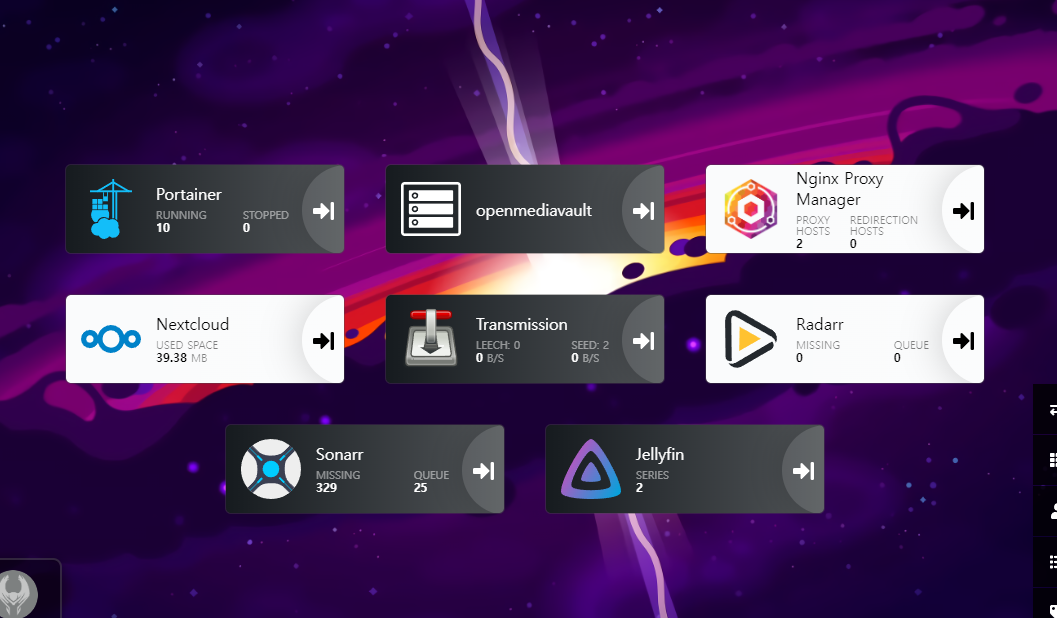 Portainer
RUNNING STOPPED
10 0
openmediavault
Nginx Proxy
Manager
PROXY REDIRECTION
HOSTS HOSTS
2 0
Nextcloud
USED SPACE
39.38 MB
Transmission
LEECH: 0 SEED: 2
0 B/S 0 B/S
Radarr
MISSING QUEUE
0 0
Sonarr
MISSING QUEUE
329 25
Jellyfin
SERIES
2